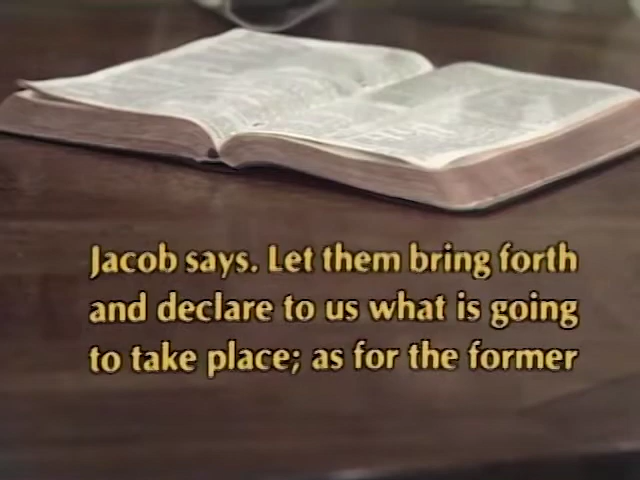 Jacob says. Let them bring forth
and declare to us what is going
to take place; as for the former